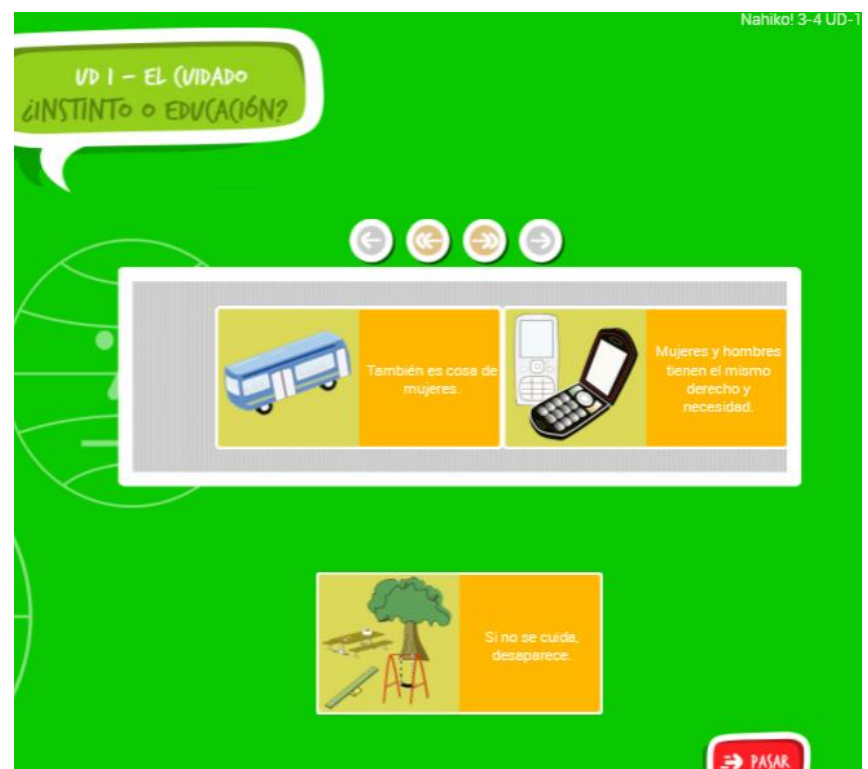 Nahiko! 3-4 UD-1
UD 1 – EL CUIDADO
¿INSTINTO O EDUCACIÓN?
También es cosa de
mujeres.
Mujeres y hombres
tienen el mismo
derecho y
necesidad.
Si no se cuida,
desaparece.
PASAR